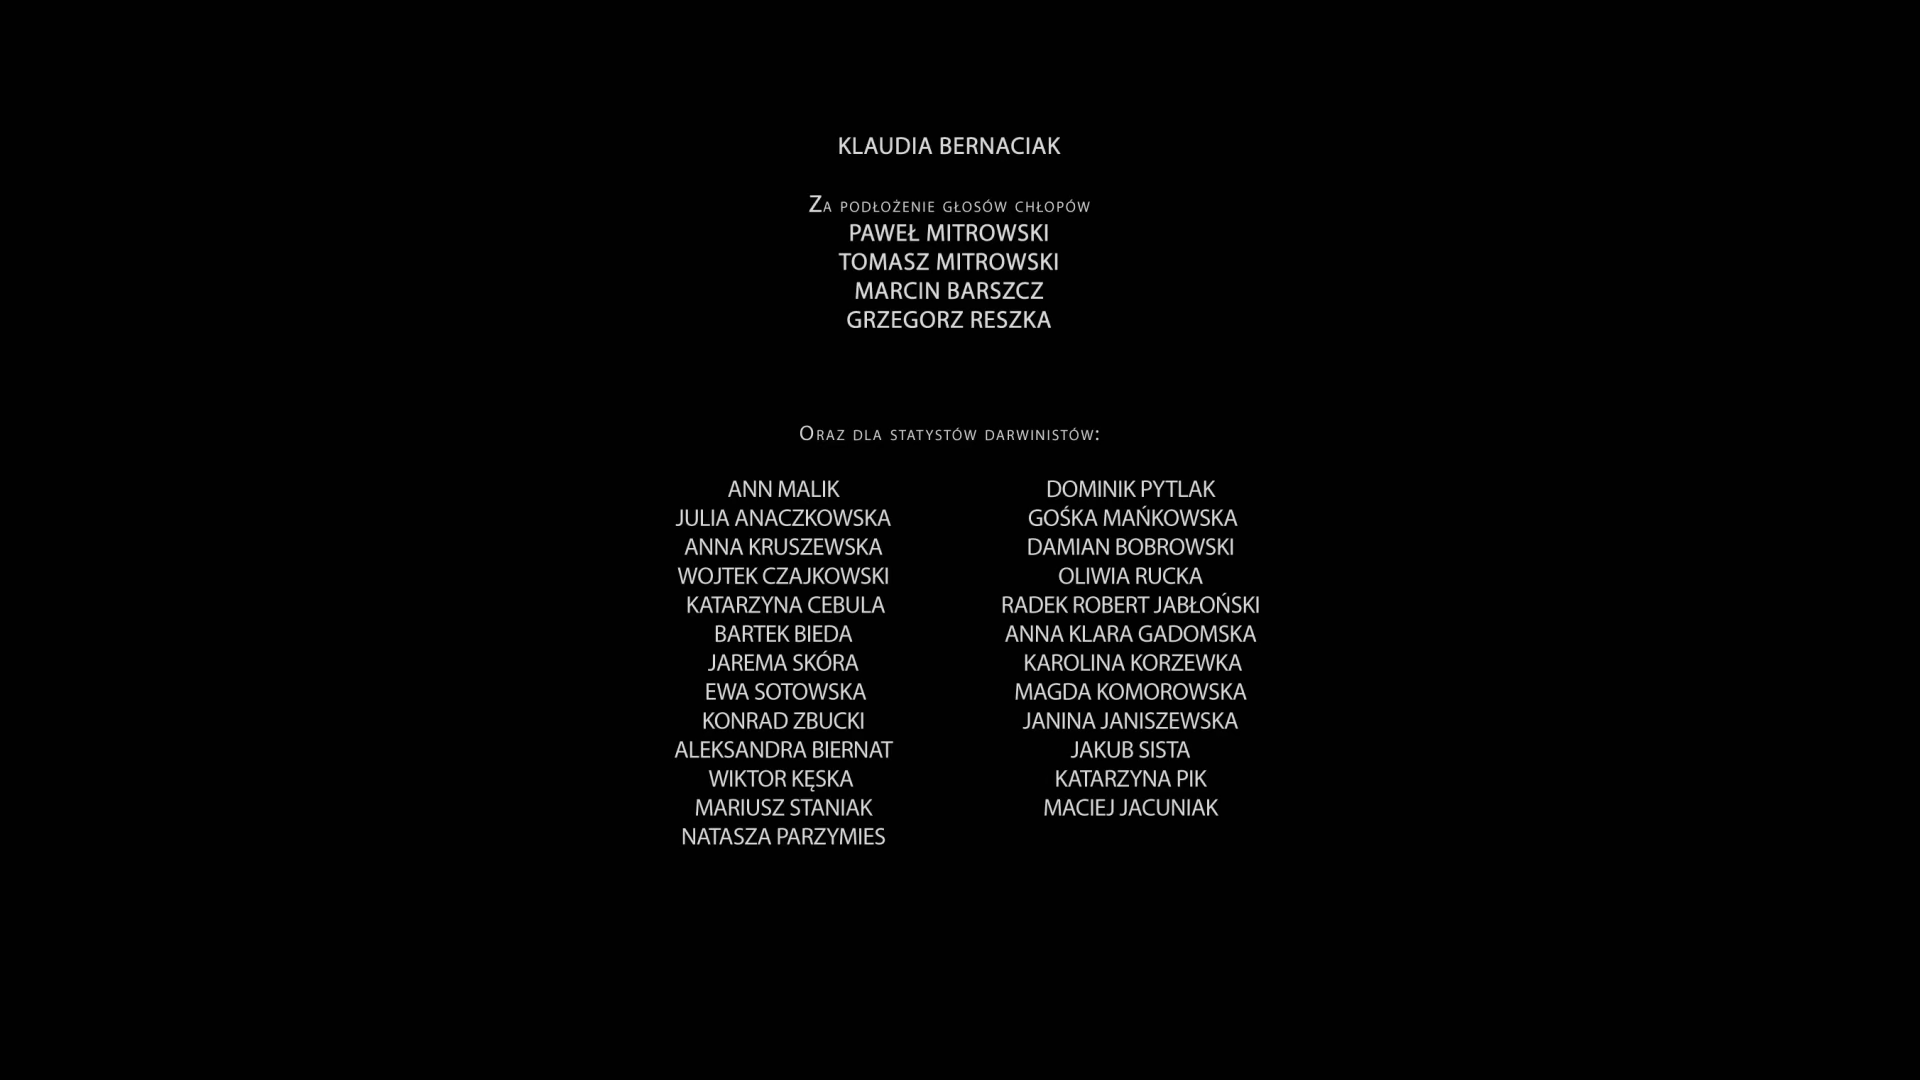 KLAUDIA BERNACIAK
Za podłożenie głosów chłopów
PAWEŁ MITROWSKI
TOMASZ MITROWSKI
MARCIN BARSZCZ
GRZEGORZ RESZKA
Oraz dla statystów darwinistów:
ANN MALIK
JULIA ANACZKOWSKA
ANNA KRUSZEWSKA
WOJTEK CZAJKOWSKI
KATARZYNA CEBULA
BARTEK BIEDA
JAREMA SKÓRA
EWA SOTOWSKA
KONRAD ZBUCKI
ALEKSANDRA BIERNAT
WIKTOR KĘSKA
MARIUSZ STANIAK
NATASZA PARZYMIES
DOMINIK PYTLAK
GOŚKA MAŃKOWSKA
DAMIAN BOBROWSKI
OLIWIA RUCKA
RADEK ROBERT JABŁOŃSKI
ANNA KLARA GADOMSKA
KAROLINA KORZEWKA
MAGDA KOMOROWSKA
JANINA JANISZEWSKA
JAKUB SISTA
KATARZYNA PIK
MACIEJ JACUNIAK